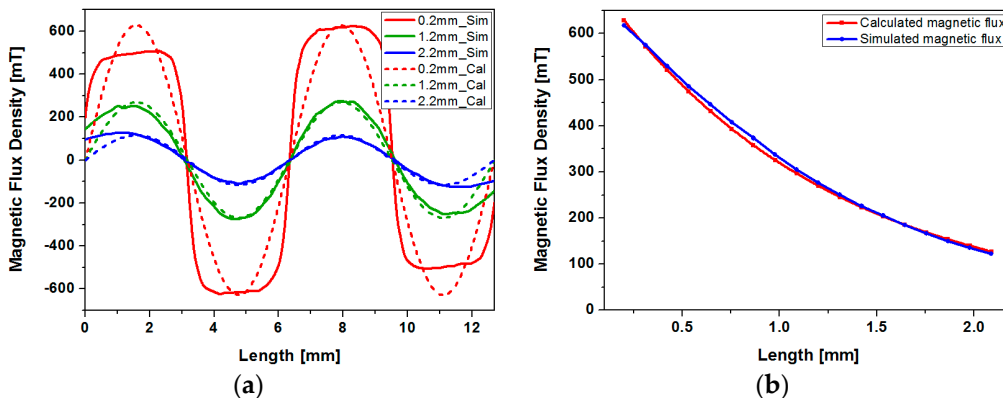 Magnetic Flux Density [mT]
600
400
200
0
-200
-400
-600
0
2
4
6
8
10
12
Length [mm]
0.2mm_Sim
1.2mm_Sim
2.2mm_Sim
0.2mm_Cal
1.2mm_Cal
2.2mm_Cal
(a)
Magnetic Flux Density [mT]
600
500
400
300
200
100
0
0.5
1.0
1.5
2.0
Length [mm]
Calculated magnetic flux
Simulated magnetic flux
(b)